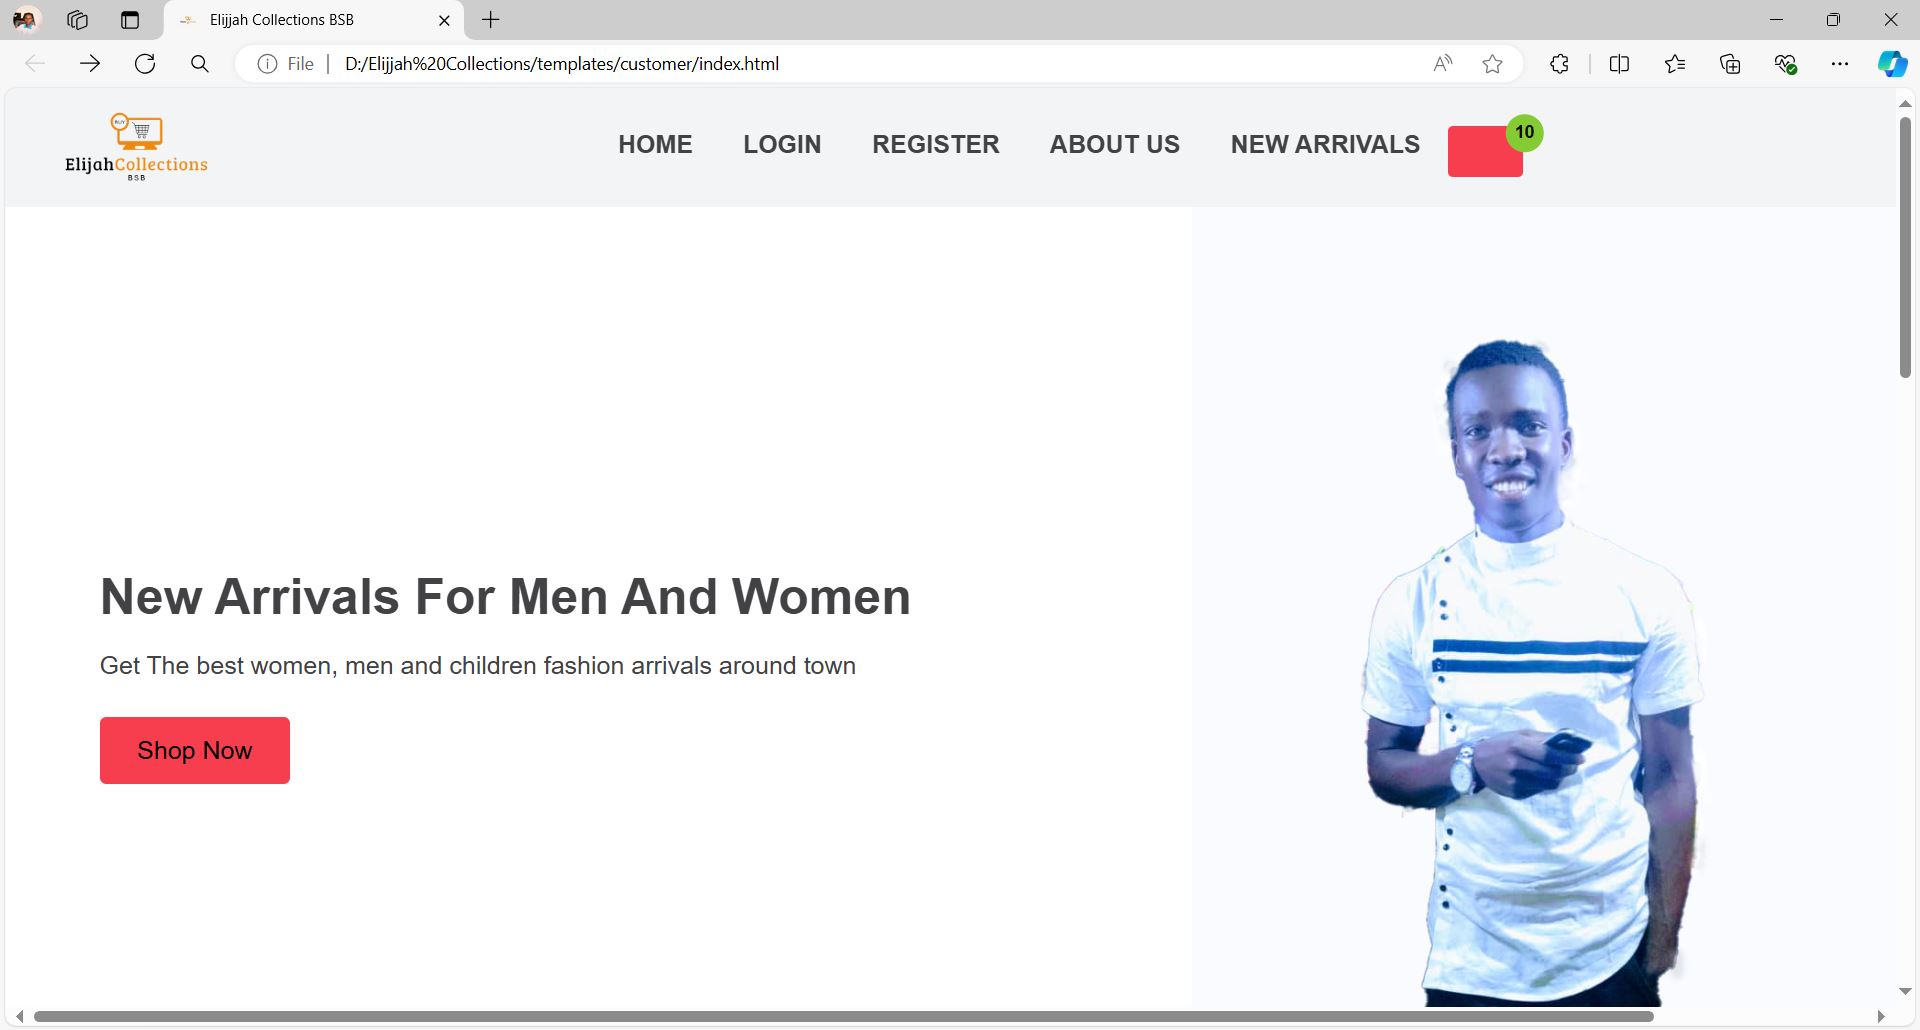 Elijjah Collections BSB
File
D:/Elijjah%20Collections/templates/customer/index.html
BUY
ElijahCollections
BSB
HOME LOGIN REGISTER ABOUT US NEW ARRIVALS 10
New Arrivals For Men And Women
Get The best women, men and children fashion arrivals around town
Shop Now